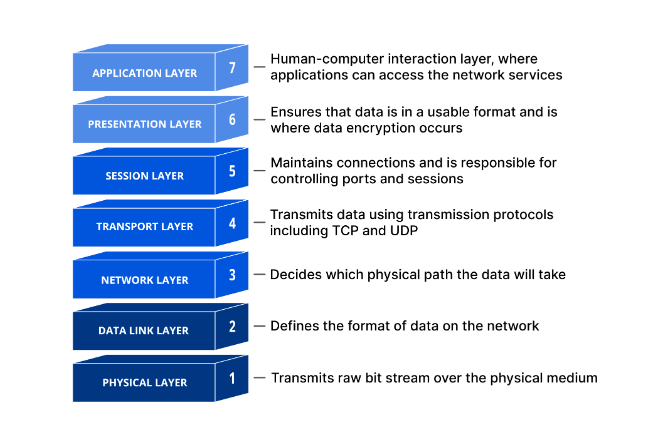 APPLICATION LAYER 7
Human-computer interaction layer, where
applications can access the network services
PRESENTATION LAYER 6
Ensures that data is in a usable format and is
where data encryption occurs
SESSION LAYER 5
Maintains connections and is responsible for
controlling ports and sessions
TRANSPORT LAYER 4
Transmits data using transmission protocols
including TCP and UDP
NETWORK LAYER 3
Decides which physical path the data will take
DATA LINK LAYER 2
Defines the format of data on the network
PHYSICAL LAYER 1
Transmits raw bit stream over the physical medium